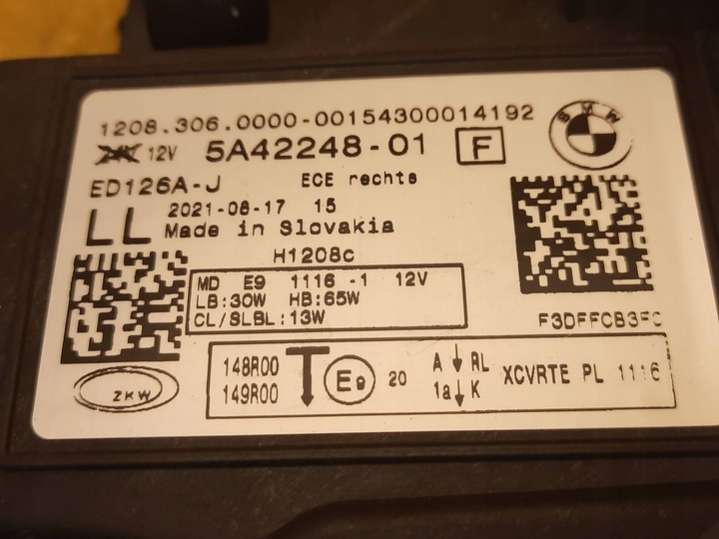 1208.306.0000-00154300014192
BMW
12V 5A42248-01 F
ED126A-J ECE rechts
LL 2021-08-17 15
Made in Slovakia
H1208c
MD E9 1116 -1 12V
LB:30W HB:65W
CL/SLBL:13W
F3DFFCB3FC
148R00 T E9 20 A ↓ RL XCVRTE PL 1116
149R00 1a ↓ K
ZKW